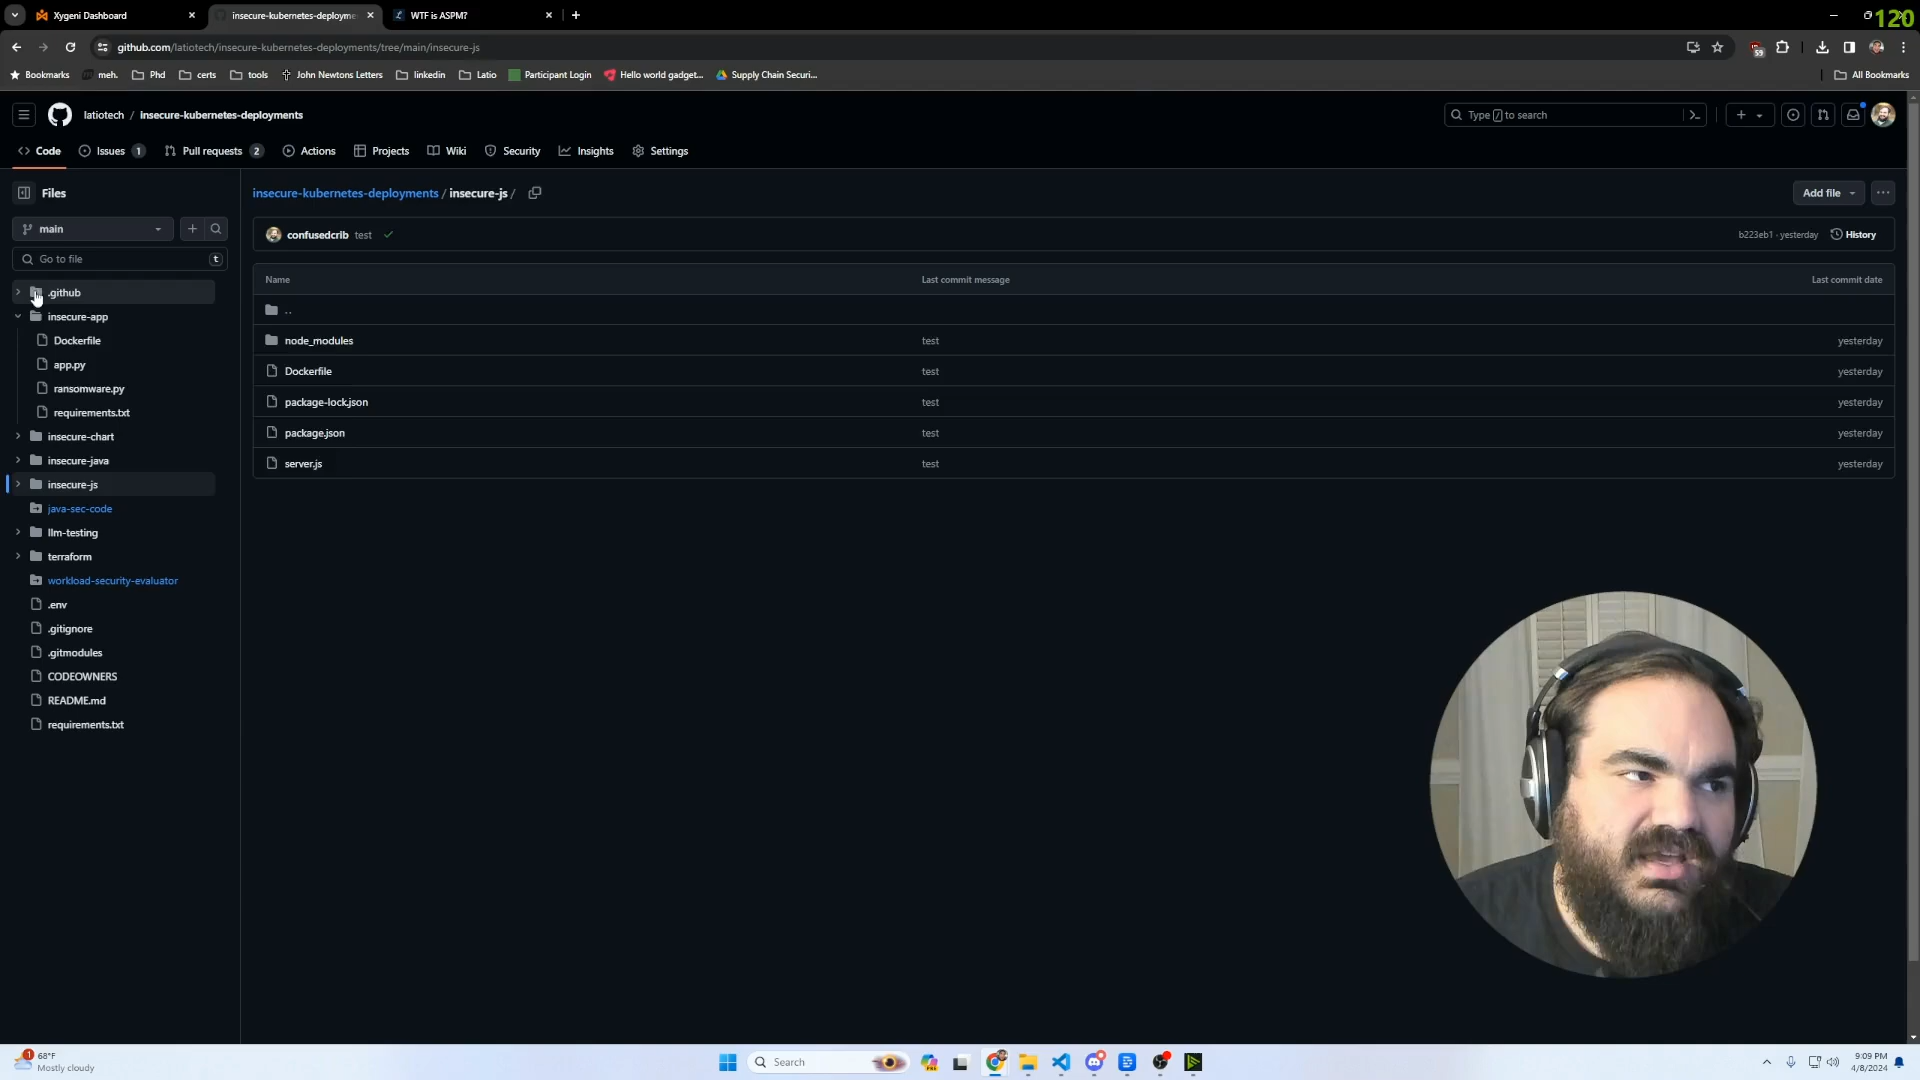 Xygeni Dashboard
insecure-kubernetes-deployme
WTF is ASPM?
120
github.com/latiotech/insecure-kubernetes-deployments/tree/main/insecure-js
59
Bookmarks
meh.
Phd
certs
tools
John Newtons Letters
linkedin
Latio
Participant Login
Hello world gadget...
Supply Chain Securi...
All Bookmarks
latiotech / insecure-kubernetes-deployments
Type / to search
Code
Issues 1
Pull requests 2
Actions
Projects
Wiki
Security
Insights
Settings
Files
main
Go to file
t
.github
insecure-app
Dockerfile
app.py
ransomware.py
requirements.txt
insecure-chart
insecure-java
insecure-js
java-sec-code
llm-testing
terraform
workload-security-evaluator
.env
.gitignore
.gitmodules
CODEOWNERS
README.md
requirements.txt
insecure-kubernetes-deployments / insecure-js /
Add file
confusedcrib test
b223eb1 · yesterday
History
Name Last commit message Last commit date
..
node_modules test yesterday
Dockerfile test yesterday
package-lock.json test yesterday
package.json test yesterday
server.js test yesterday
1
68°F
Mostly cloudy
Search
PRE
9:09 PM
4/8/2024